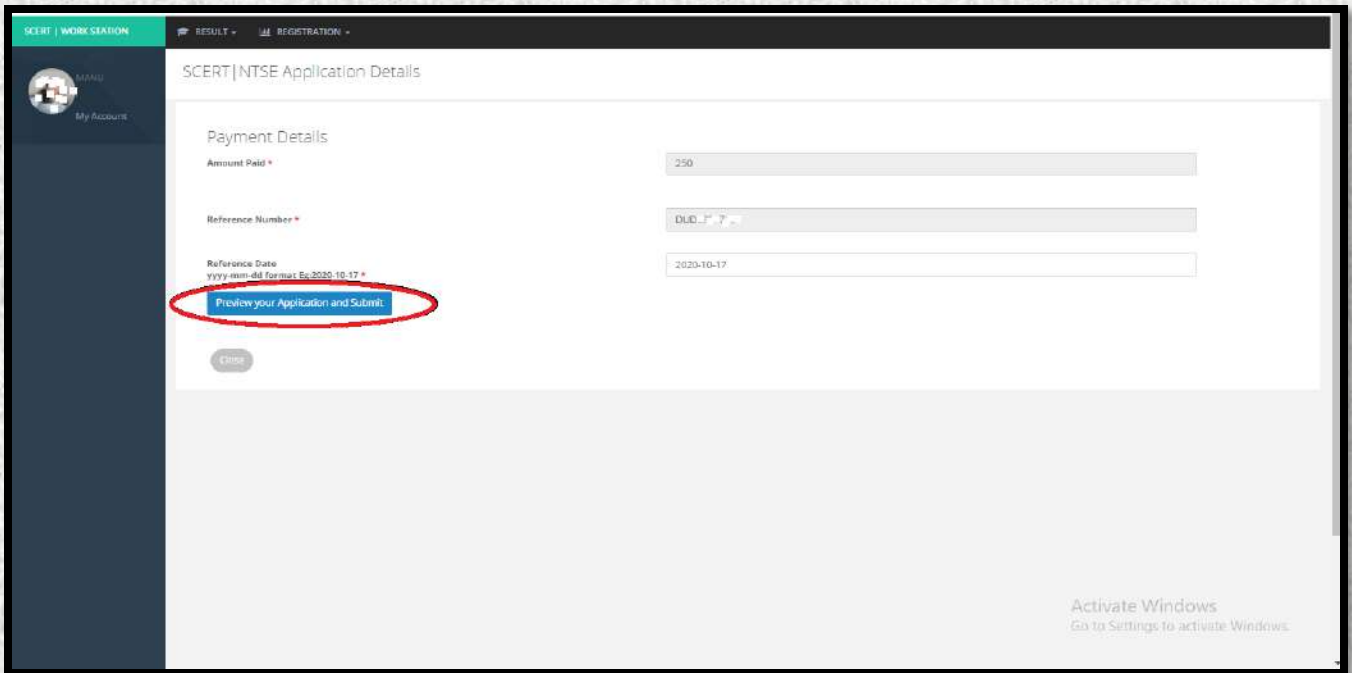 SCERT | WORK STATION
RESULT
REGISTRATION
MANU
My Account
SCERT|NTSE Application Details
Payment Details
Amount Paid *
250
Reference Number *
Reference Date
yyyy-mm-dd format Eg:2020-10-17 *
2020-10-17
Preview your Application and Submit
Close
Activate Windows
Go to Settings to activate Windows.